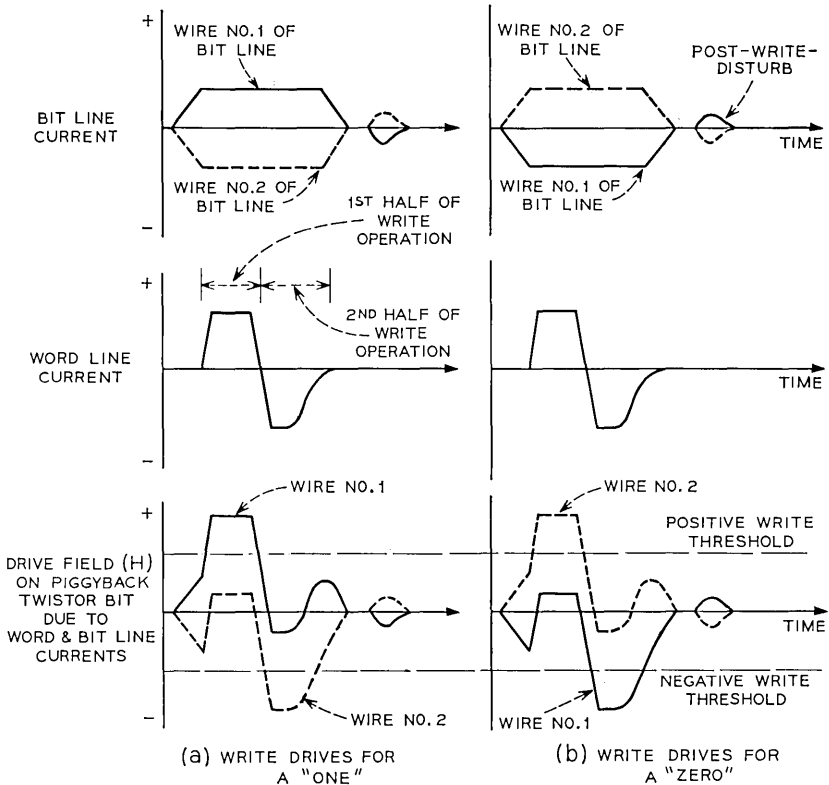 +
WIRE NO.1 OF
BIT LINE
BIT LINE
CURRENT
WIRE NO.2 OF
BIT LINE
−
WIRE NO.2 OF
BIT LINE
POST-WRITE-
DISTURB
TIME
WIRE NO.1 OF
BIT LINE
1ST HALF OF
WRITE
OPERATION
+
2ND HALF OF
WRITE
OPERATION
WORD LINE
CURRENT
−
TIME
+
WIRE NO.1
DRIVE FIELD (H)
ON PIGGYBACK
TWISTOR BIT
DUE TO
WORD & BIT LINE
CURRENTS
−
WIRE NO.2
WIRE NO.2
POSITIVE WRITE
THRESHOLD
TIME
NEGATIVE WRITE
THRESHOLD
WIRE NO.1
(a) WRITE DRIVES FOR
A "ONE"
(b) WRITE DRIVES FOR
A "ZERO"